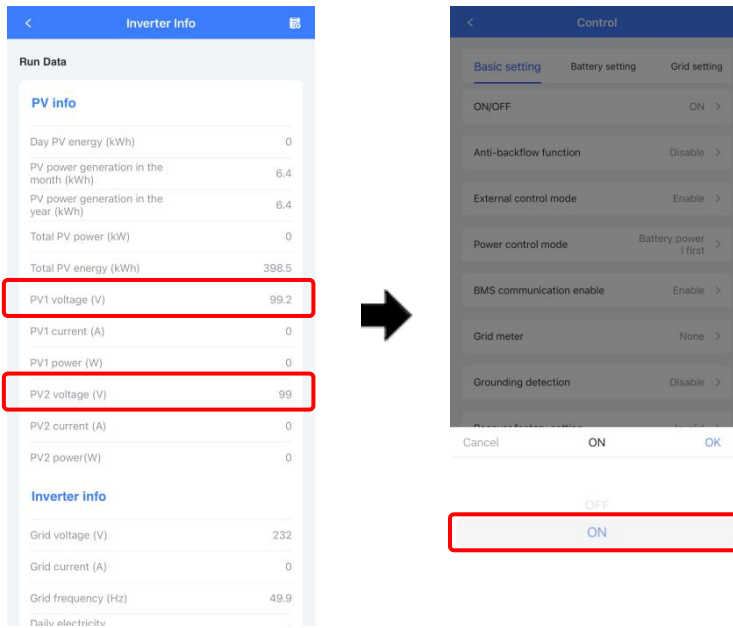 Inverter Info
Run Data
PV info
Day PV energy (kWh) 0
PV power generation in the
month (kWh) 6.4
PV power generation in the
year (kWh) 6.4
Total PV power (kW) 0
Total PV energy (kWh) 398.5
PV1 voltage (V) 99.2
PV1 current (A) 0
PV1 power (W) 0
PV2 voltage (V) 99
PV2 current (A) 0
PV2 power(W) 0
Inverter info
Grid voltage (V) 232
Grid current (A) 0
Grid frequency (Hz) 49.9
Daily electricity
Control
Basic setting Battery setting Grid setting
ON/OFF ON
Anti-backflow function Disable
External control mode Enable
Power control mode Battery power
l first
BMS communication enable Enable
Grid meter None
Grounding detection Disable
Cancel ON OK
OFF
ON